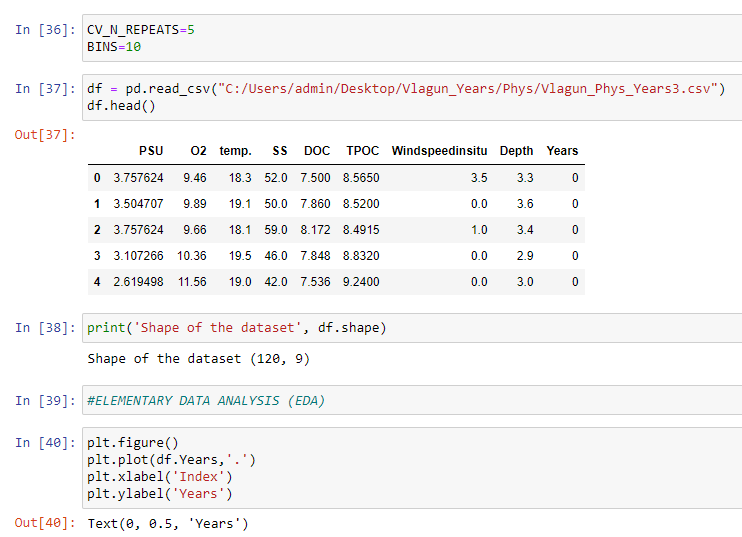 In [36]: CV_N_REPEATS=5
BINS=10
In [37]: df = pd.read_csv("C:/Users/admin/Desktop/Vlagun_Years/Phys/Vlagun_Phys_Years3.csv")
df.head()
Out[37]:
PSU O2 temp. SS DOC TPOC Windspeedinsitu Depth Years
0 3.757624 9.46 18.3 52.0 7.500 8.5650 3.5 3.3 0
1 3.504707 9.89 19.1 50.0 7.860 8.5200 0.0 3.6 0
2 3.757624 9.66 18.1 59.0 8.172 8.4915 1.0 3.4 0
3 3.107266 10.36 19.5 46.0 7.848 8.8320 0.0 2.9 0
4 2.619498 11.56 19.0 42.0 7.536 9.2400 0.0 3.0 0
In [38]: print('Shape of the dataset', df.shape)
Shape of the dataset (120, 9)
In [39]: #ELEMENTARY DATA ANALYSIS (EDA)
In [40]: plt.figure()
plt.plot(df.Years,'.')
plt.xlabel('Index')
plt.ylabel('Years')
Out[40]: Text(0, 0.5, 'Years')